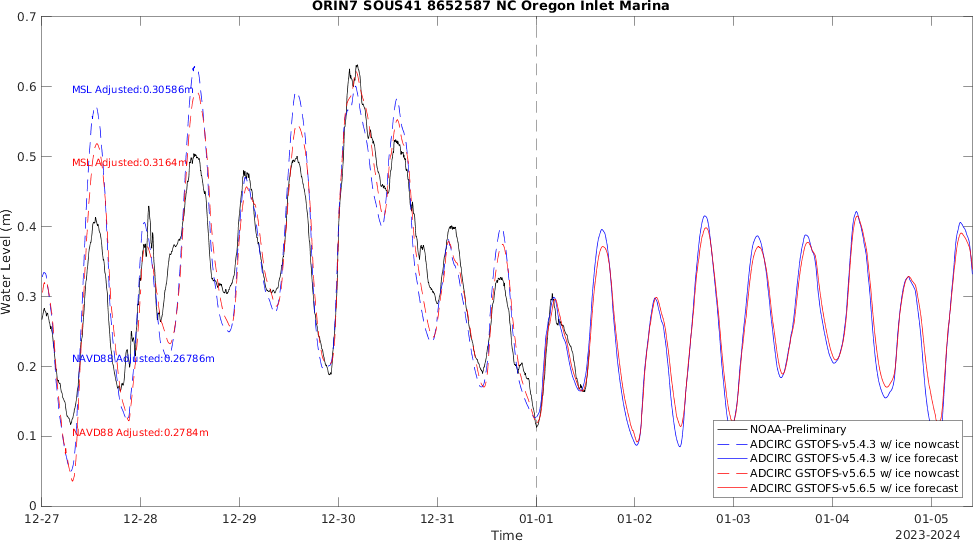 ORIN7 SOUS41 8652587 NC Oregon Inlet Marina
0.7
0.6
0.5
0.4
0.3
0.2
0.1
0
Water Level (m)
MSL Adjusted:0.30586m
MSL Adjusted:0.3164m
NAVD88 Adjusted:0.26786m
NAVD88 Adjusted:0.2784m
NOAA-Preliminary
ADCIRC GSTOFS-v5.4.3 w/ ice nowcast
ADCIRC GSTOFS-v5.4.3 w/ ice forecast
ADCIRC GSTOFS-v5.6.5 w/ ice nowcast
ADCIRC GSTOFS-v5.6.5 w/ ice forecast
12-27 12-28 12-29 12-30 12-31 01-01 01-02 01-03 01-04 01-05
Time
2023-2024